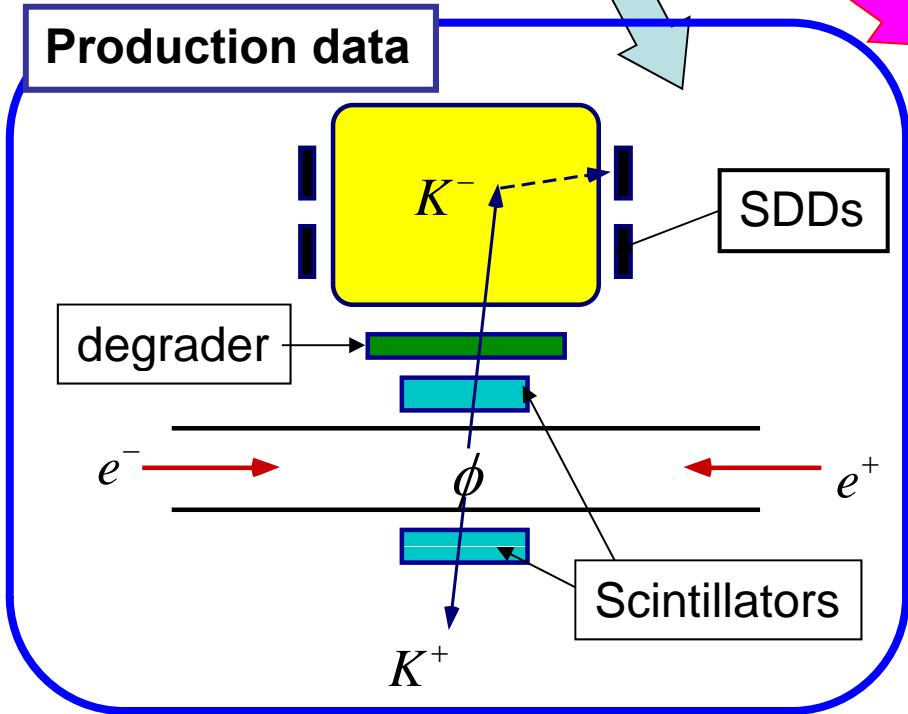 Production data
K⁻
SDDs
degrader
e⁻
ϕ
e⁺
Scintillators
K⁺